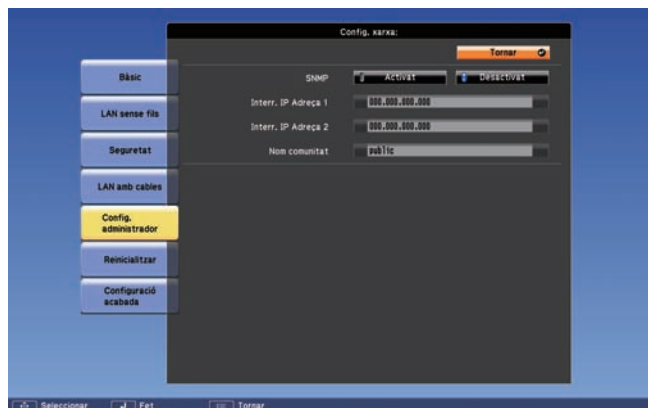 Config. xarxa:
Tornar
Bàsic
LAN sense fils
Seguretat
LAN amb cables
Config.
administrador
Reinicialitzar
Configuració
acabada
SNMP Activat Desactivat
Interr. IP Adreça 1 000.000.000.000
Interr. IP Adreça 2 000.000.000.000
Nom comunitat public
Seleccionar Fet Tornar